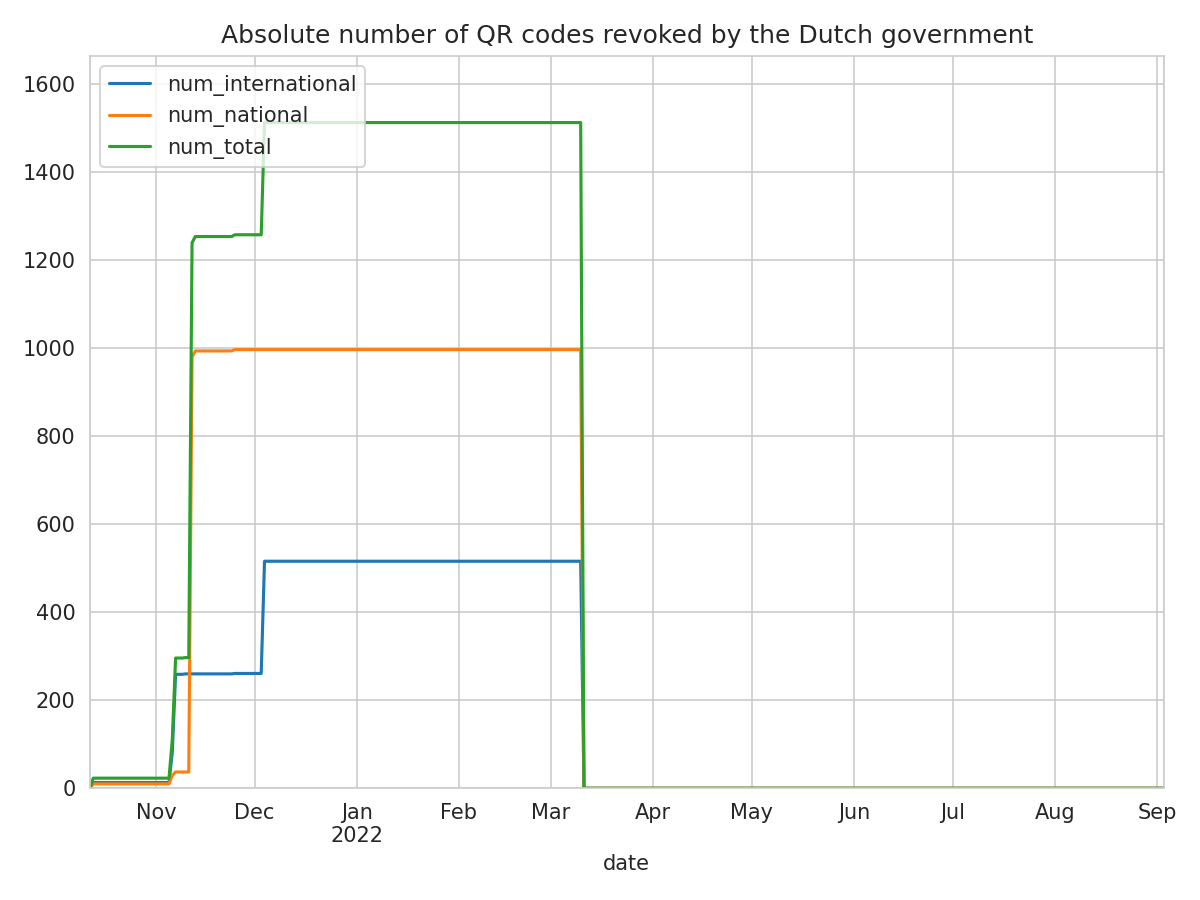 Absolute number of QR codes revoked by the Dutch government
num_international
num_national
num_total
1600
1400
1200
1000
800
600
400
200
0
Nov Dec Jan Feb Mar Apr May Jun Jul Aug Sep
2022
date